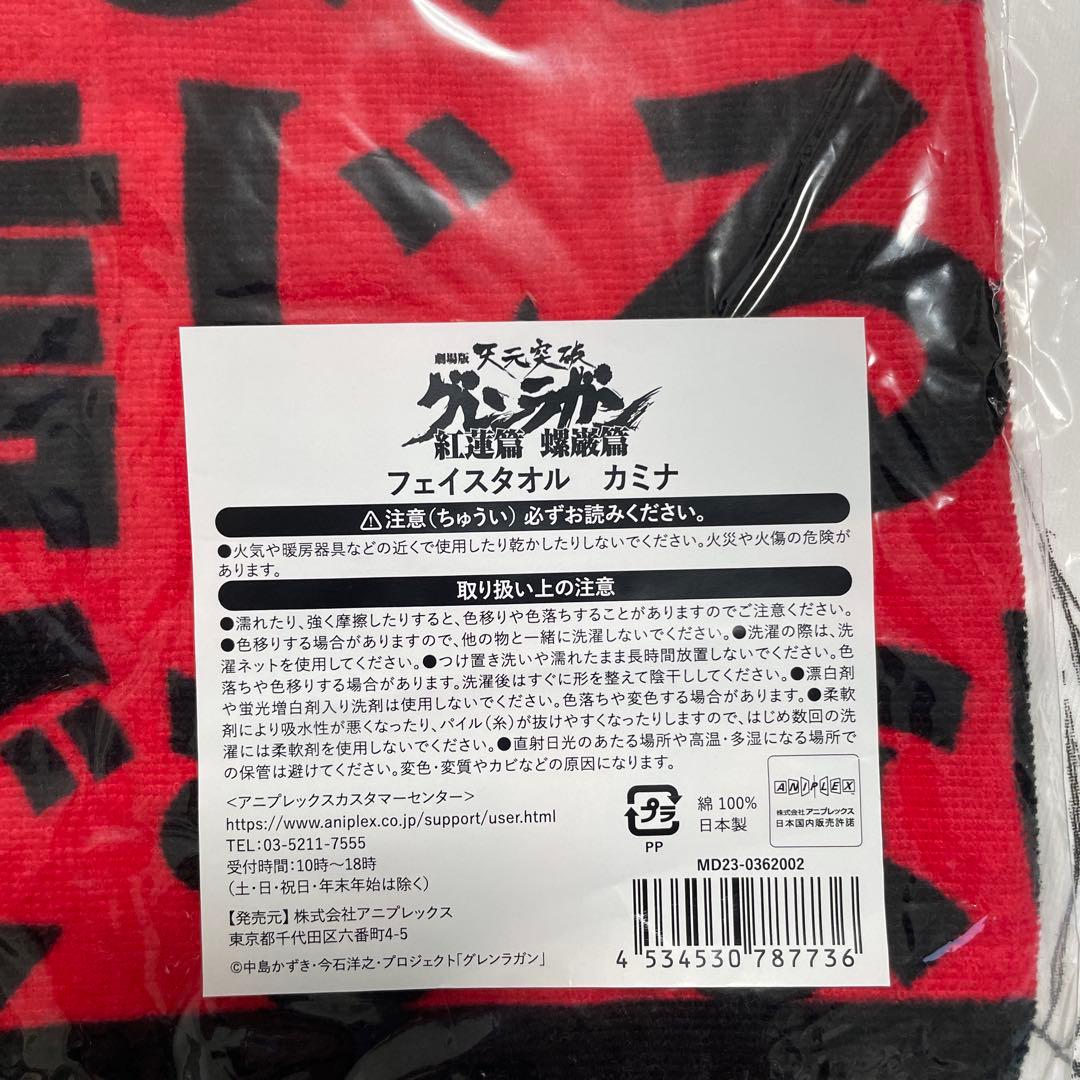 信じる
劇場版 天元突破
グレンラガン
紅蓮篇 螺巌篇
フェイスタオル カミナ
⚠注意(ちゅうい) 必ずお読みください。
●火気や暖房器具などの近くで使用したり乾かしたりしないでください。火災や火傷の危険が
あります。
取り扱い上の注意
●濡れたり、強く摩擦したりすると、色移りや色落ちすることがありますのでご注意ください。
●色移りする場合がありますので、他の物と一緒に洗濯しないでください。●洗濯の際は、洗
濯ネットを使用してください。●つけ置き洗いや濡れたまま長時間放置しないでください。色
落ちや色移りする場合があります。洗濯後はすぐに形を整えて陰干ししてください。●漂白剤
や蛍光増白剤入り洗剤は使用しないでください。色落ちや変色する場合があります。●柔軟
剤により吸水性が悪くなったり、パイル(糸)が抜けやすくなったりしますので、はじめ数回の洗
濯には柔軟剤を使用しないでください。●直射日光のあたる場所や高温・多湿になる場所で
の保管は避けてください。変色・変質やカビなどの原因になります。
<アニプレックスカスタマーセンター>
https://www.aniplex.co.jp/support/user.html
TEL:03-5211-7555
受付時間:10時〜18時
(土・日・祝日・年末年始は除く)
【発売元】株式会社アニプレックス
東京都千代田区六番町4-5
©中島かずき・今石洋之・プロジェクト「グレンラガン」
プラ
PP
綿 100%
日本製
ANIPLEX
株式会社アニプレックス
日本国内販売許諾
MD23-0362002
4 534530 787736